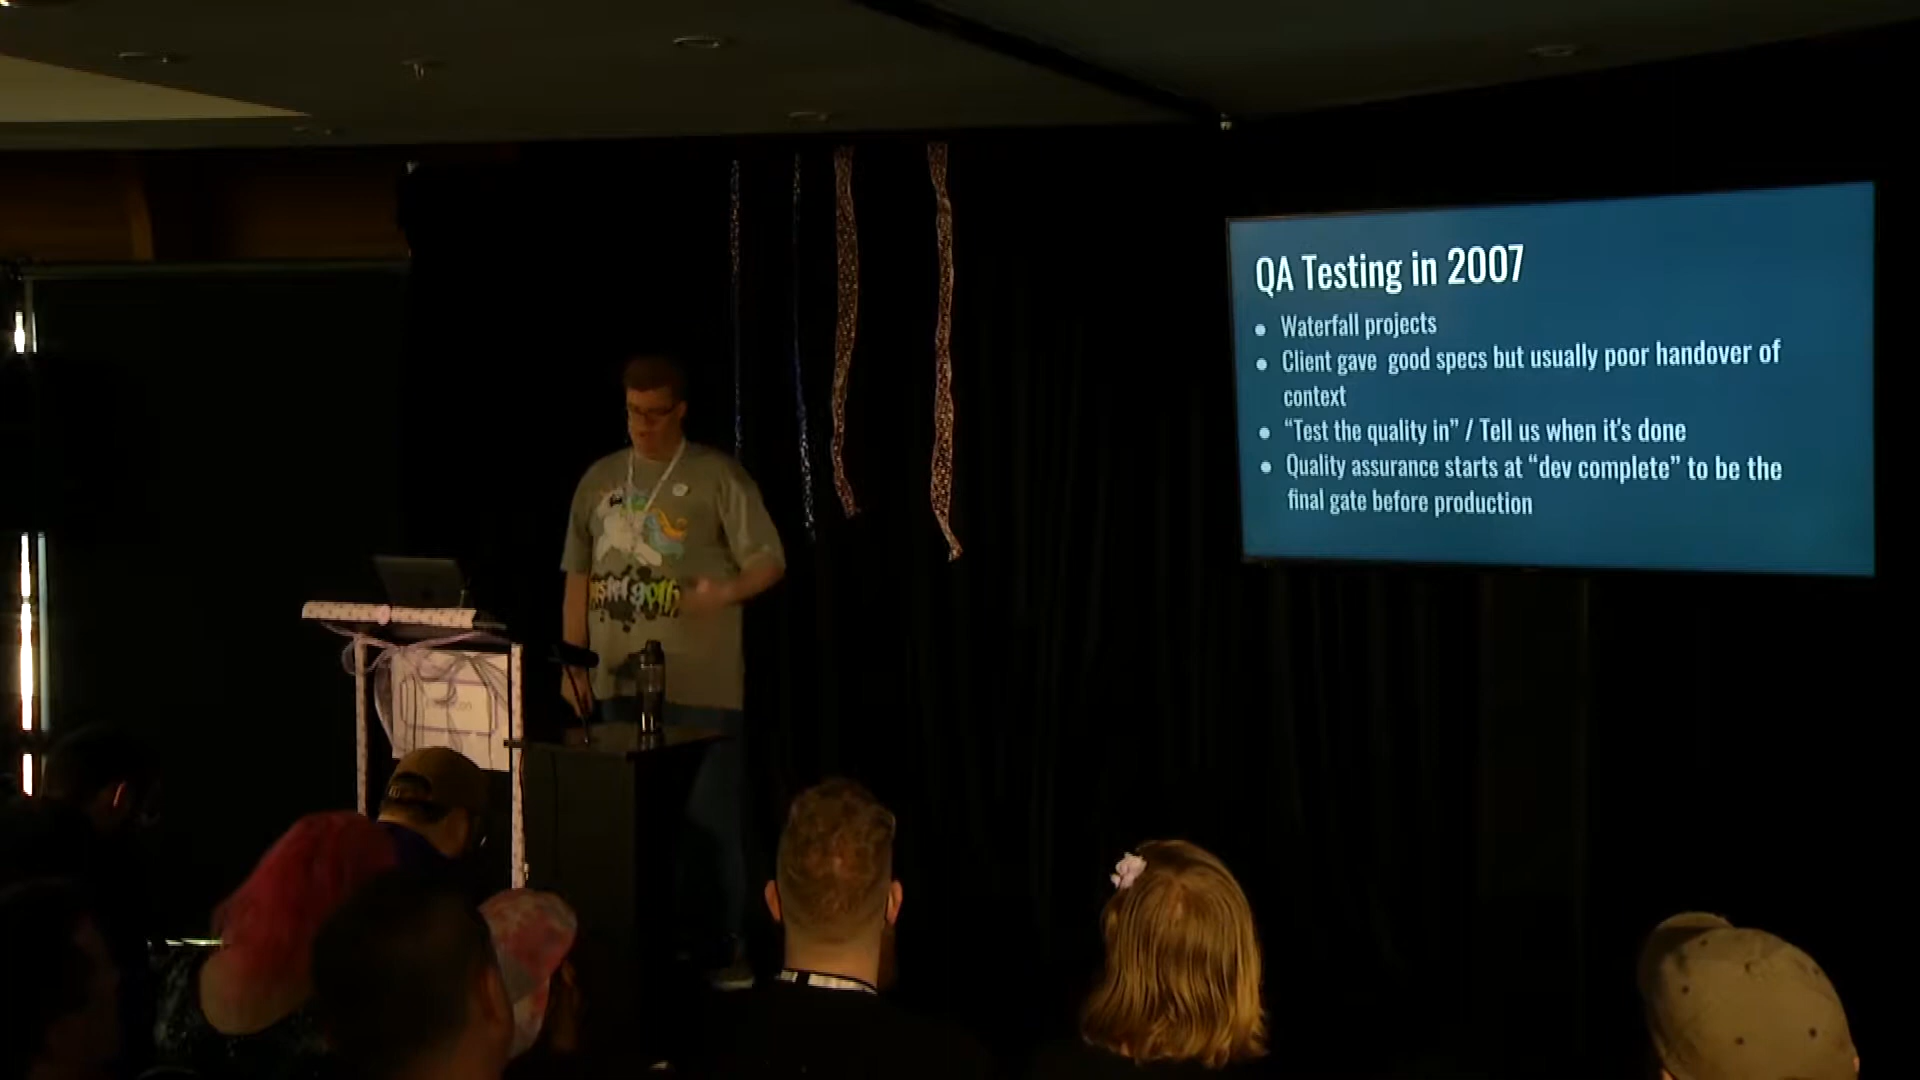 QA Testing in 2007
● Waterfall projects
● Client gave good specs but usually poor handover of
context
● “Test the quality in” / Tell us when it's done
● Quality assurance starts at “dev complete” to be the
final gate before production
goth